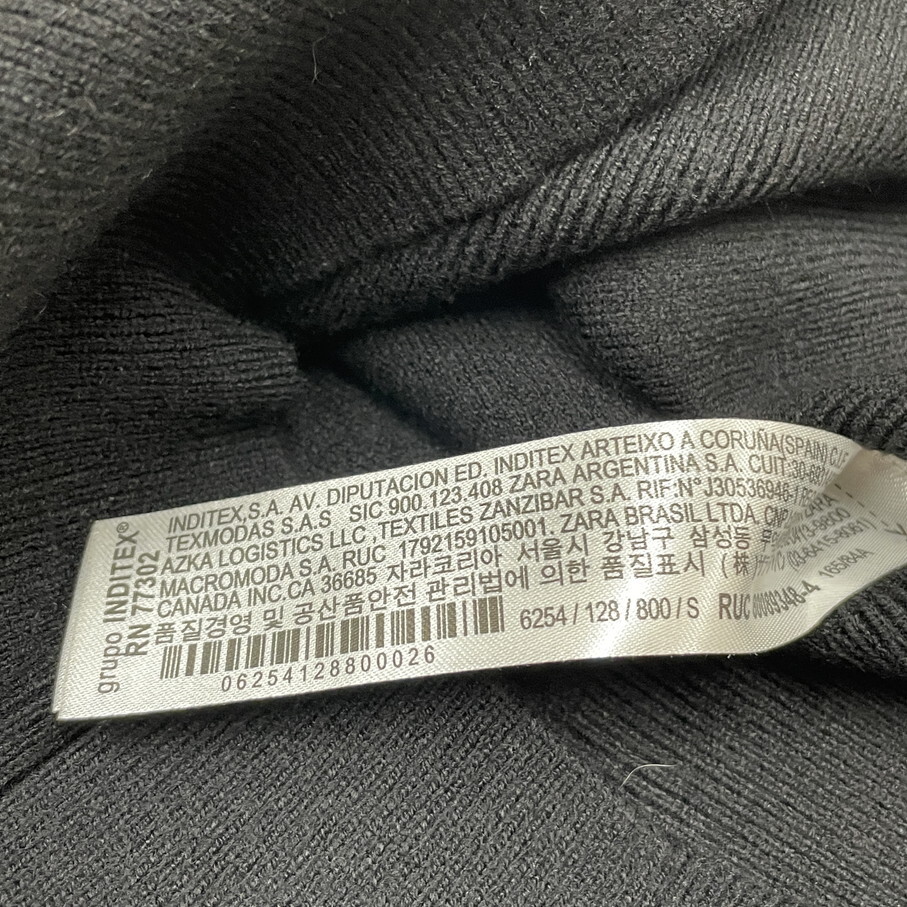 grupo INDITEX®
RN 77302
INDITEX,S.A. AV. DIPUTACION ED. INDITEX ARTEIXO A CORUÑA(SPAIN) C.I.F.
TEXMODAS S.A.S SIC 900.123.408 ZARA ARGENTINA S.A. CUIT:
AZKA LOGISTICS LLC ,TEXTILES ZANZIBAR S.A. RIF:N°J30536946-1
MACROMODA S.A. RUC 1792159105001. ZARA BRASIL LTDA. CNPJ
CANADA INC.CA 36685 자라코리아 서울시 강남구 삼성동
품질경영 및 공산품안전 관리법에 의한 품질표시 (株)
06254128800026
6254 / 128 / 800 / S
RUC